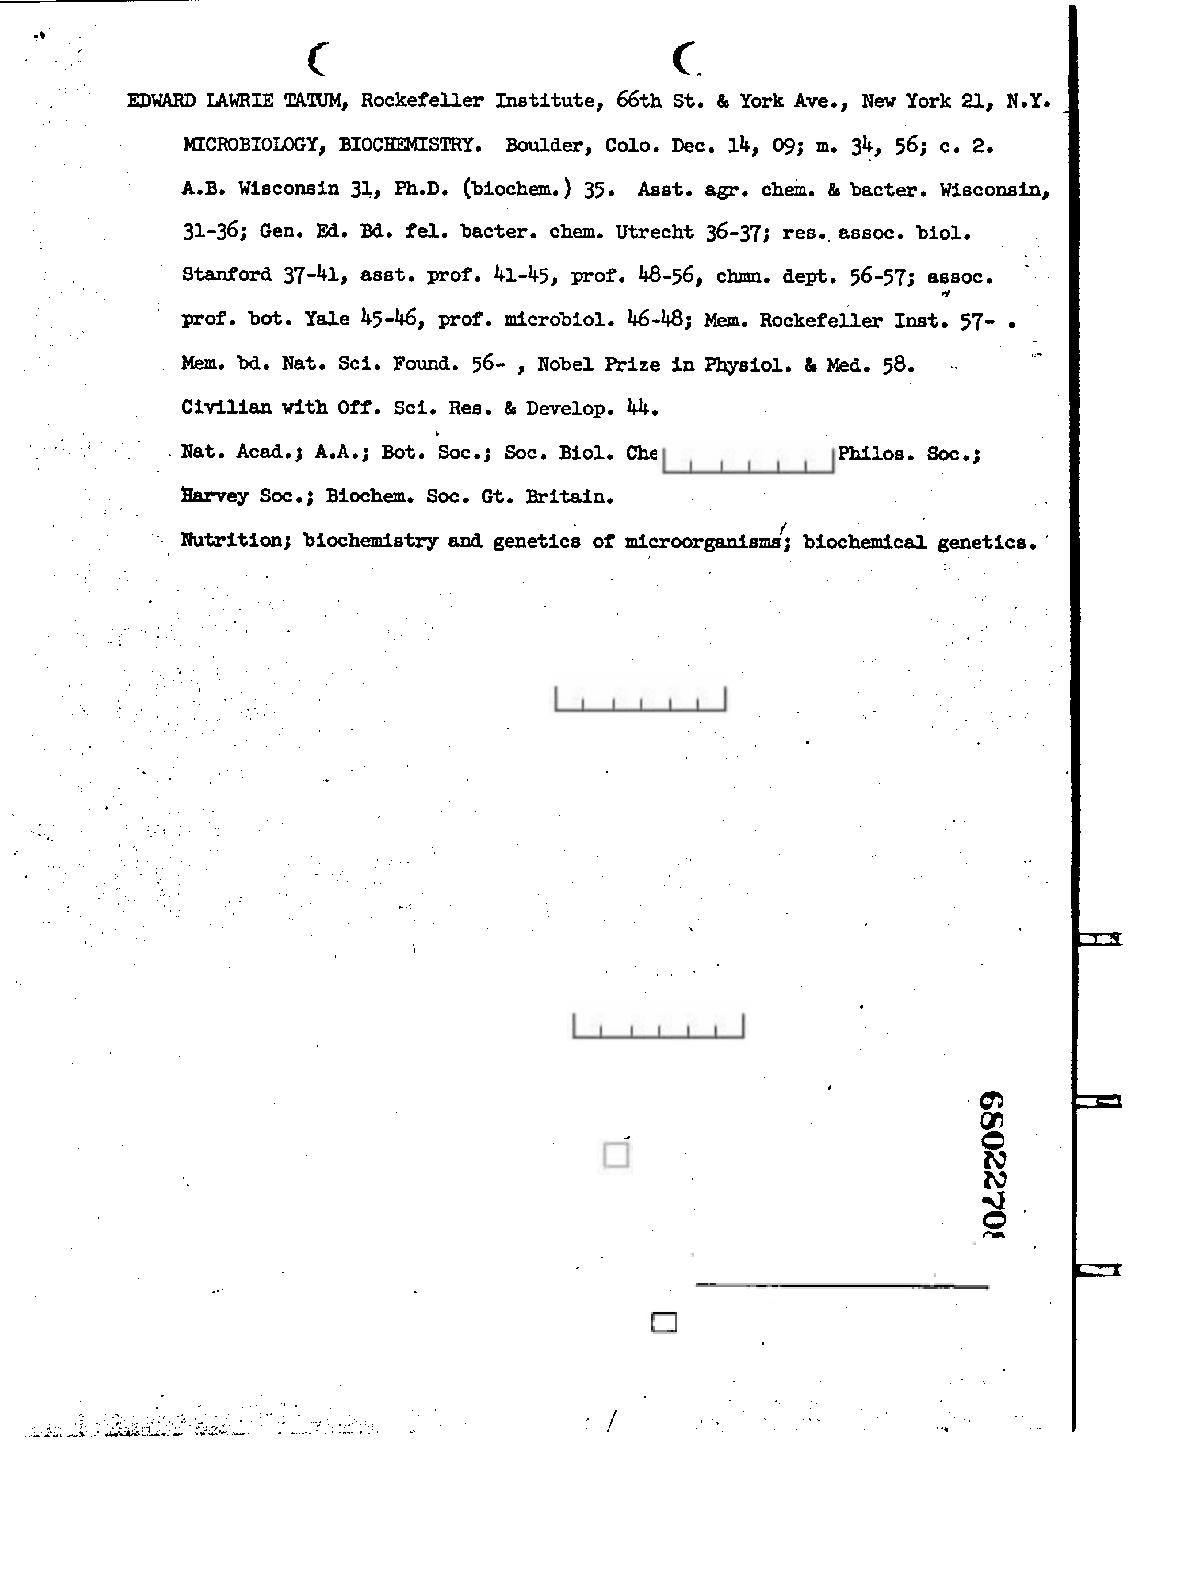 EDWARD LAWRIE TATUM, Rockefeller Institute, 66th St. & York Ave., New York 21, N.Y.
MICROBIOLOGY, BIOCHEMISTRY. Boulder, Colo. Dec. 14, 09; m. 34, 56; c. 2.
A.B. Wisconsin 31, Ph.D. (biochem.) 35. Asst. agr. chem. & bacter. Wisconsin,
31-36; Gen. Ed. Bd. fel. bacter. chem. Utrecht 36-37; res. assoc. biol.
Stanford 37-41, asst. prof. 41-45, prof. 48-56, chmn. dept. 56-57; assoc.
prof. bot. Yale 45-46, prof. microbiol. 46-48; Mem. Rockefeller Inst. 57- .
Mem. bd. Nat. Sci. Found. 56- , Nobel Prize in Physiol. & Med. 58.
Civilian with Off. Sci. Res. & Develop. 44.
Nat. Acad.; A.A.; Bot. Soc.; Soc. Biol. Che Philos. Soc.;
Harvey Soc.; Biochem. Soc. Gt. Britain.
Nutrition; biochemistry and genetics of microorganisms; biochemical genetics.